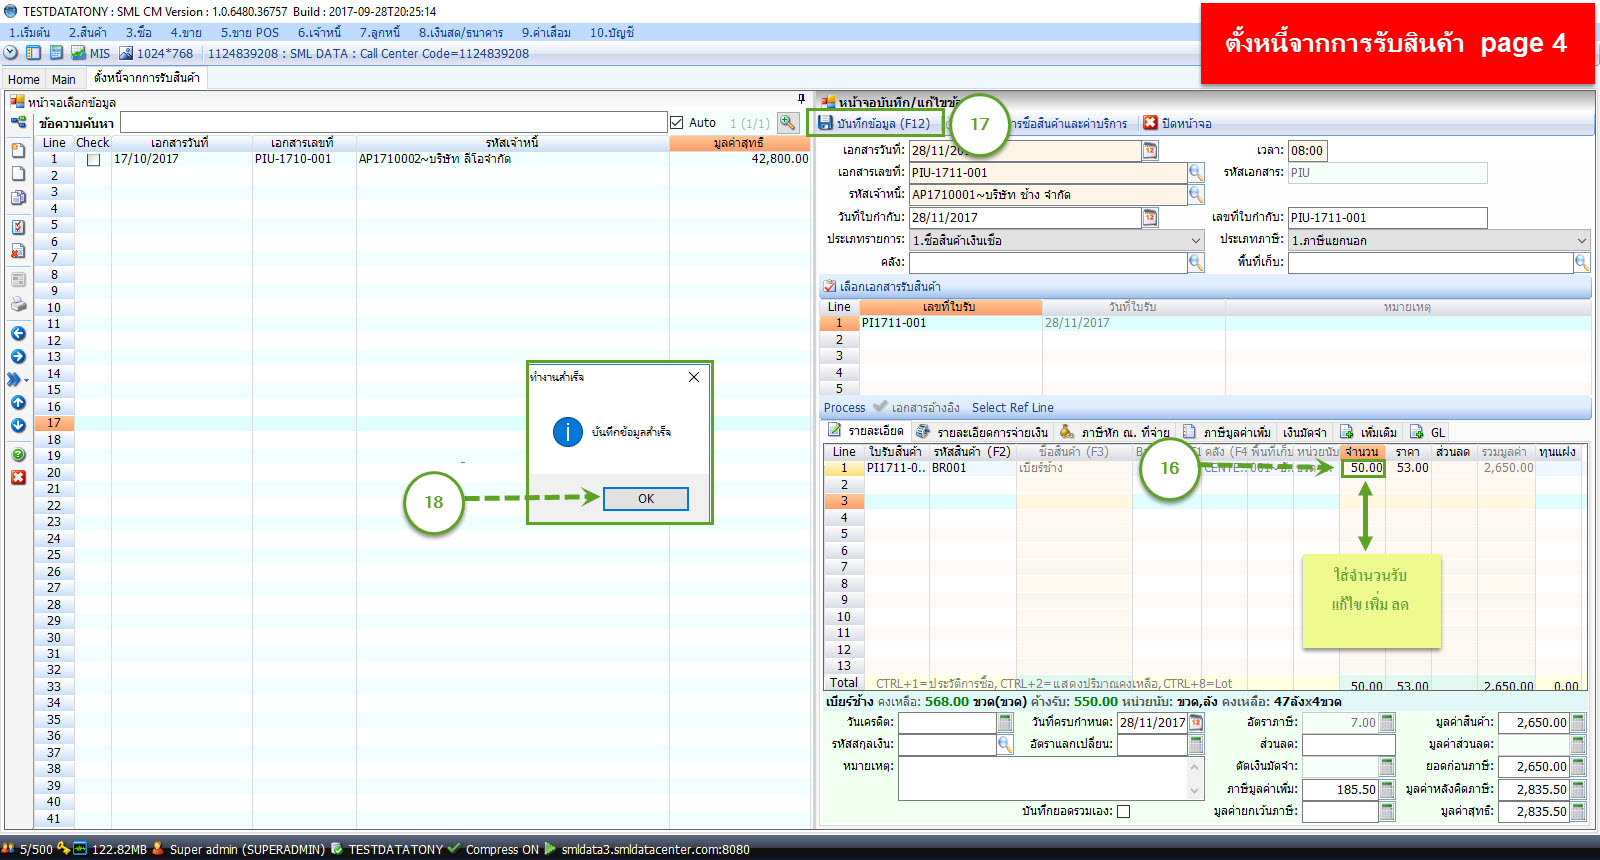 TESTDATATONY : SML CM Version : 1.0.6480.36757 Build : 2017-09-28T20:25:14
1.เริ่มต้น 2.สินค้า 3.ซื้อ 4.ขาย 5.ขาย POS 6.เจ้าหนี้ 7.ลูกหนี้ 8.เงินสด/ธนาคาร 9.ค่าเสื่อม 10.บัญชี
MIS 1024*768 1124839208 : SML DATA : Call Center Code=1124839208
ตั้งหนี้จากการรับสินค้า page 4
Home Main ตั้งหนี้จากการรับสินค้า
หน้าจอเลือกข้อมูล
ข้อความค้นหา Auto 1 (1/1)
Line Check เอกสารวันที่ เอกสารเลขที่ รหัสเจ้าหนี้ มูลค่าสุทธิ
1 17/10/2017 PIU-1710-001 AP1710002~บริษัท ลีโอจำกัด 42,800.00
2
3
4
5
6
7
8
9
10
11
12
13
14
15
16
17
18
19
20
21
22
23
24
25
26
27
28
29
30
31
32
33
34
35
36
37
38
39
40
41
ทำงานสำเร็จ
บันทึกข้อมูลสำเร็จ
OK
18
หน้าจอบันทึก/แก้ไข
บันทึกข้อมูล (F12) 17 การซื้อสินค้าและค่าบริการ ปิดหน้าจอ
เอกสารวันที่: 28/11/20 เวลา: 08:00
เอกสารเลขที่: PIU-1711-001 รหัสเอกสาร: PIU
รหัสเจ้าหนี้: AP1710001~บริษัท ช้าง จำกัด
วันที่ใบกำกับ: 28/11/2017 เลขที่ใบกำกับ: PIU-1711-001
ประเภทรายการ: 1.ซื้อสินค้าเงินเชื่อ ประเภทภาษี: 1.ภาษีแยกนอก
คลัง: พื้นที่เก็บ:
เลือกเอกสารรับสินค้า
Line เลขที่ใบรับ วันที่ใบรับ หมายเหตุ
1 PI1711-001 28/11/2017
2
3
4
5
Process เอกสารอ้างอิง Select Ref Line
รายละเอียด รายละเอียดการจ่ายเงิน ภาษีหัก ณ. ที่จ่าย ภาษีมูลค่าเพิ่ม เงินมัดจำ เพิ่มเติม GL
Line ใบรับสินค้า รหัสสินค้า (F2) ชื่อสินค้า (F3) คลัง (F4 พื้นที่เก็บ หน่วยนับ จำนวน ราคา ส่วนลด รวมมูลค่า ทุนแฝง
1 PI1711-0.. BR001 เบียร์ช้าง 16 50.00 53.00 2,650.00
2
3
4
5
6
7
8
9
10
11
12
13
ใส่จำนวนรับ
แก้ไข เพิ่ม ลด
Total CTRL+1=ประวัติการซื้อ, CTRL+2=แสดงปริมาณคงเหลือ, CTRL+8=Lot 50.00 53.00 2,650.00 0.00
เบียร์ช้าง คงเหลือ: 568.00 ขวด(ขวด) ค้างรับ: 550.00 หน่วยนับ: ขวด,ลัง คงเหลือ: 47ลังx4ขวด
วันเครดิต: วันที่ครบกำหนด: 28/11/2017 อัตราภาษี: 7.00 มูลค่าสินค้า: 2,650.00
รหัสสกุลเงิน: อัตราแลกเปลี่ยน: ส่วนลด: มูลค่าส่วนลด:
หมายเหตุ: ตัดเงินมัดจำ: ยอดก่อนภาษี: 2,650.00
ภาษีมูลค่าเพิ่ม: 185.50 มูลค่าหลังคิดภาษี: 2,835.50
บันทึกยอดรวมเอง: มูลค่ายกเว้นภาษี: มูลค่าสุทธิ: 2,835.50
5/500 122.82MB Super admin (SUPERADMIN) TESTDATATONY Compress ON smldata3.smldatacenter.com:8080